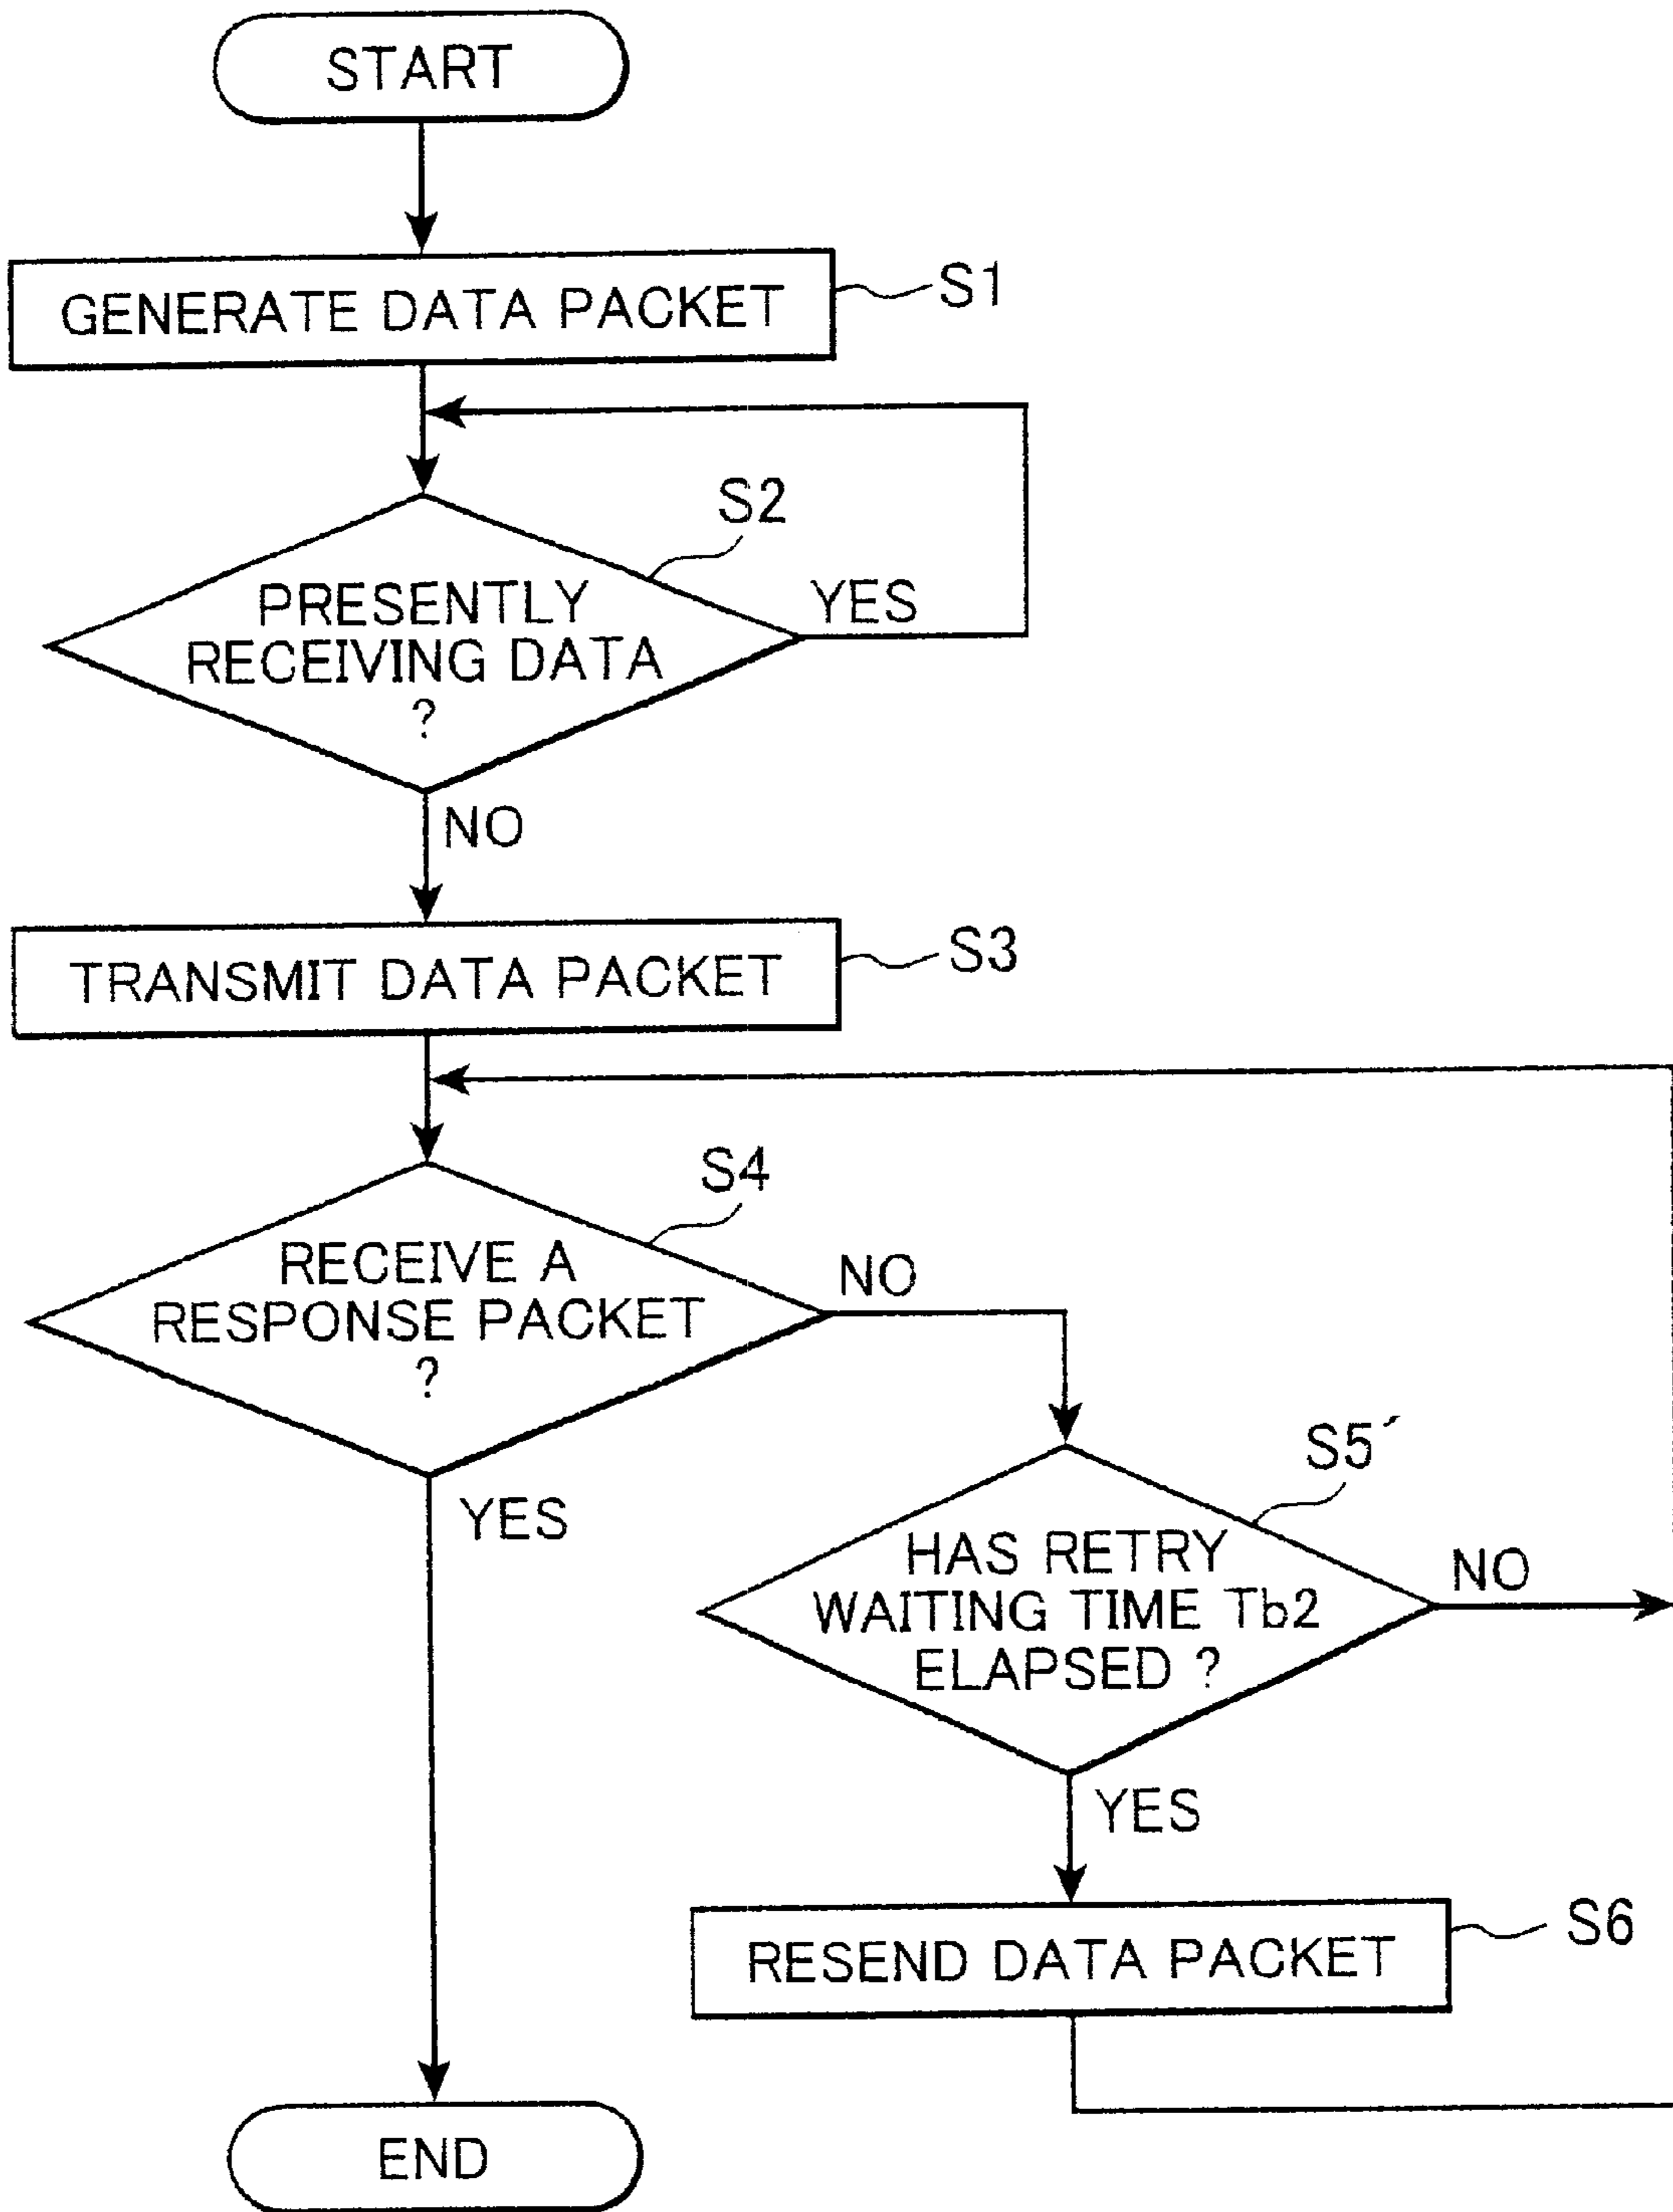 START
GENERATE DATA PACKET
S1
S2
PRESENTLY
RECEIVING DATA
?
YES
NO
TRANSMIT DATA PACKET
S3
S4
RECEIVE A
RESPONSE PACKET
?
NO
YES
S5´
HAS RETRY
WAITING TIME Tb2
ELAPSED ?
NO
YES
RESEND DATA PACKET
S6
END